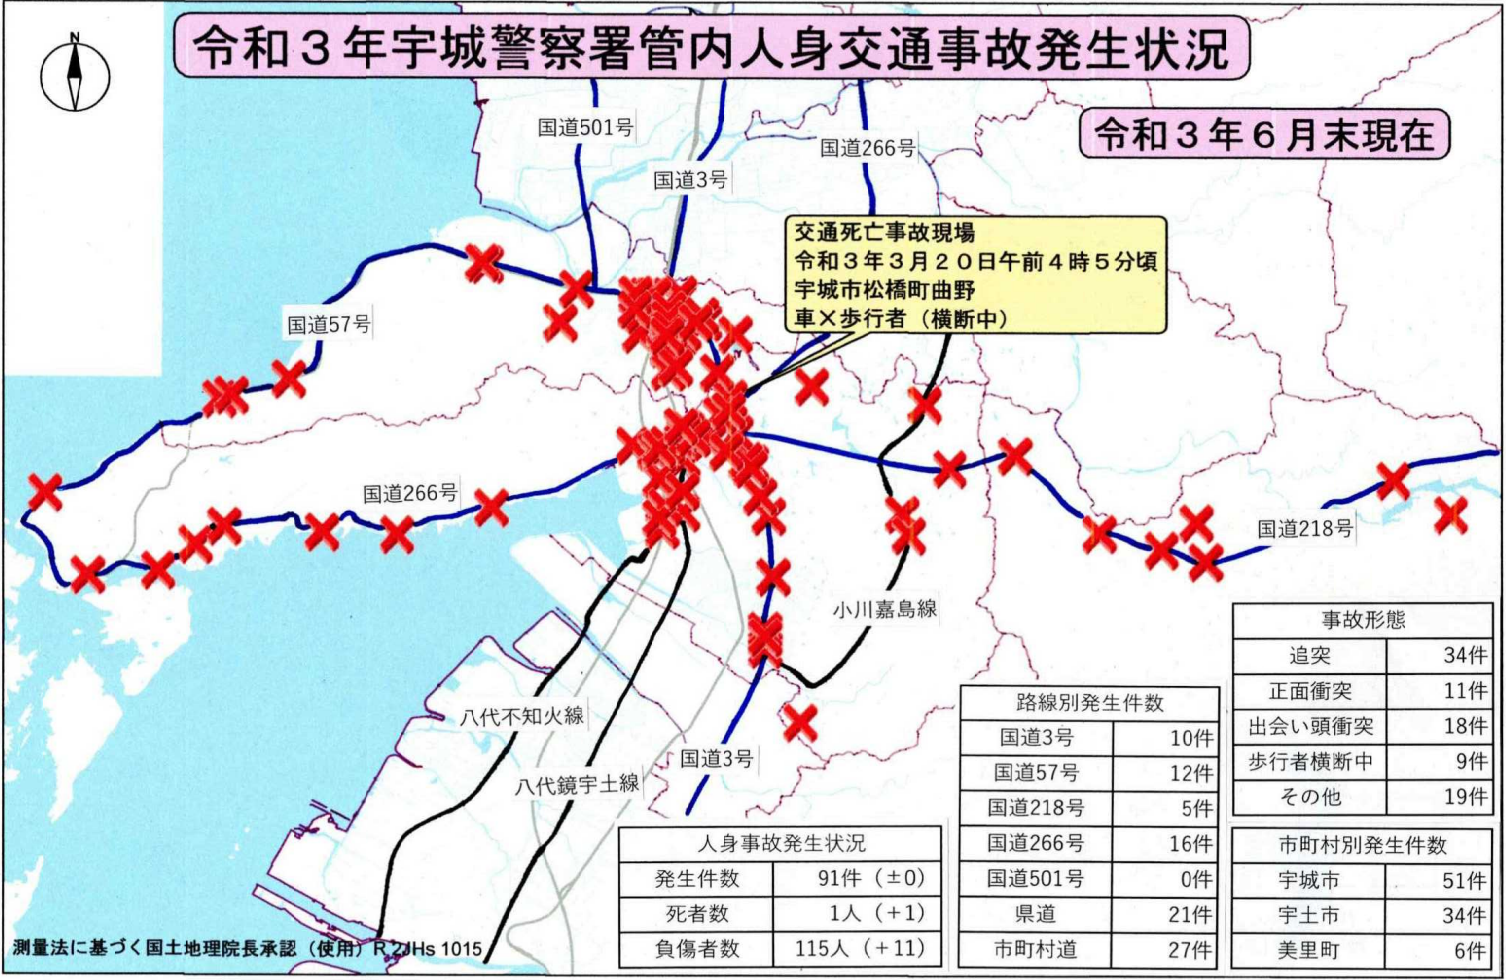 N
令和３年宇城警察署管内人身交通事故発生状況
令和３年６月末現在
国道501号
国道3号
国道266号
交通死亡事故現場
令和３年３月２０日午前４時５分頃
宇城市松橋町曲野
車×歩行者（横断中）
国道57号
国道266号
国道218号
小川嘉島線
八代不知火線
八代鏡宇土線
国道3号
人身事故発生状況
発生件数 91件（±0）
死者数 1人（+1）
負傷者数 115人（+11）
路線別発生件数
国道3号 10件
国道57号 12件
国道218号 5件
国道266号 16件
国道501号 0件
県道 21件
市町村道 27件
事故形態
追突 34件
正面衝突 11件
出会い頭衝突 18件
歩行者横断中 9件
その他 19件
市町村別発生件数
宇城市 51件
宇土市 34件
美里町 6件
測量法に基づく国土地理院長承認（使用）R 2JHs 1015